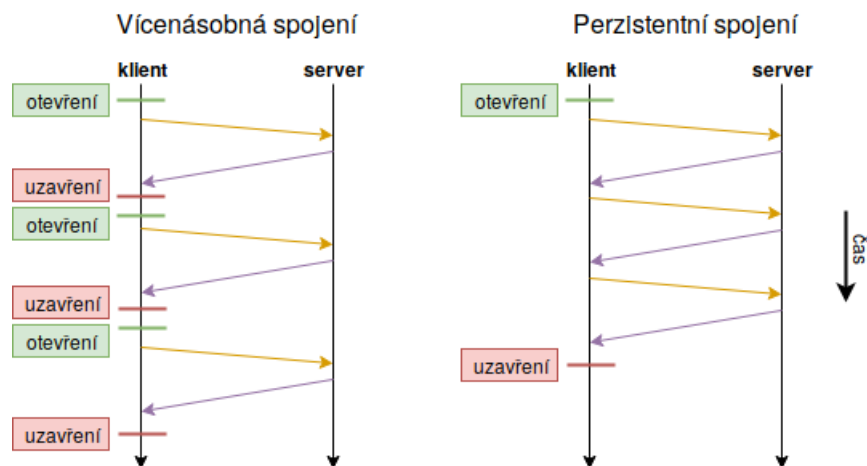 Vícenásobná spojení
klient server
otevření
uzavření
otevření
uzavření
otevření
uzavření
Perzistentní spojení
klient server
otevření
uzavření
čas